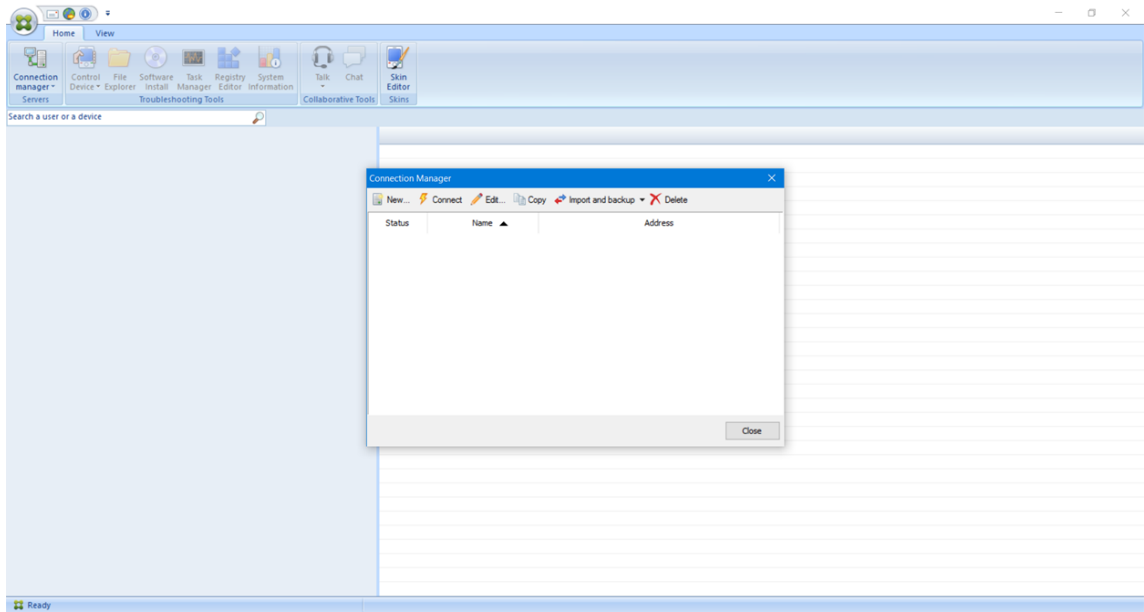 Home View
Connection manager
Control Device
File Explorer
Software Install
Task Manager
Registry Editor
System Information
Talk
Chat
Skin Editor
Servers
Troubleshooting Tools
Collaborative Tools
Skins
Search a user or a device
Connection Manager
New... Connect Edit... Copy Import and backup Delete
Status Name Address
Close
Ready